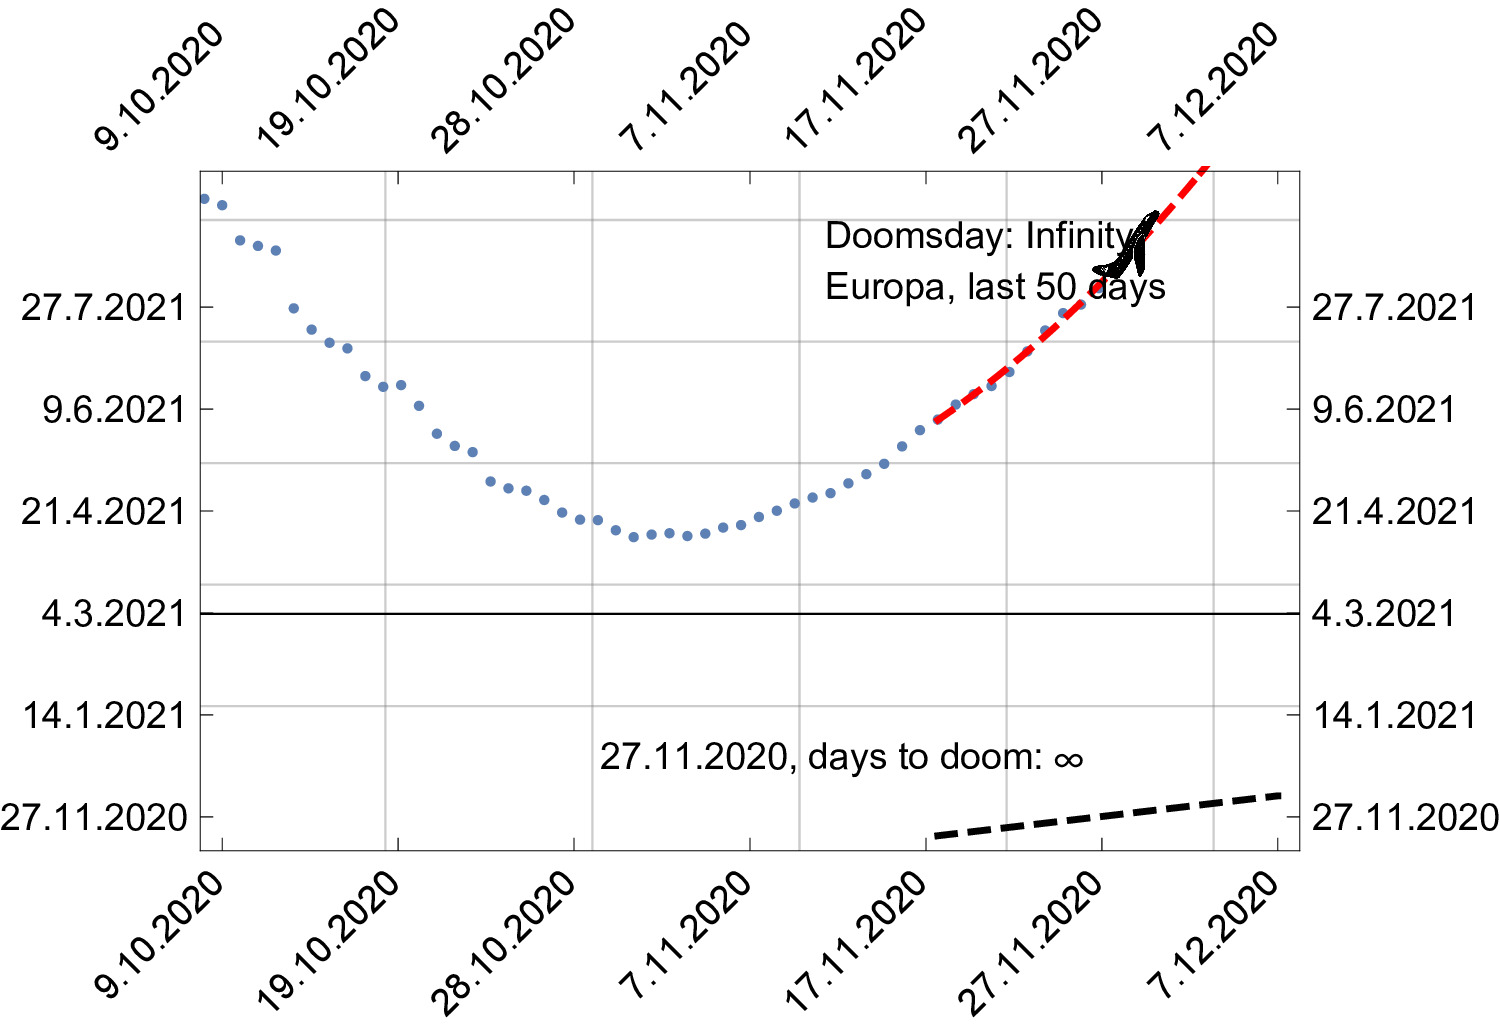 9.10.2020 19.10.2020 28.10.2020 7.11.2020 17.11.2020 27.11.2020 7.12.2020
Doomsday: Infinity
Europa, last 50 days
27.7.2021 27.7.2021
9.6.2021 9.6.2021
21.4.2021 21.4.2021
4.3.2021 4.3.2021
14.1.2021 14.1.2021
27.11.2020, days to doom: ∞
27.11.2020 27.11.2020
9.10.2020 19.10.2020 28.10.2020 7.11.2020 17.11.2020 27.11.2020 7.12.2020